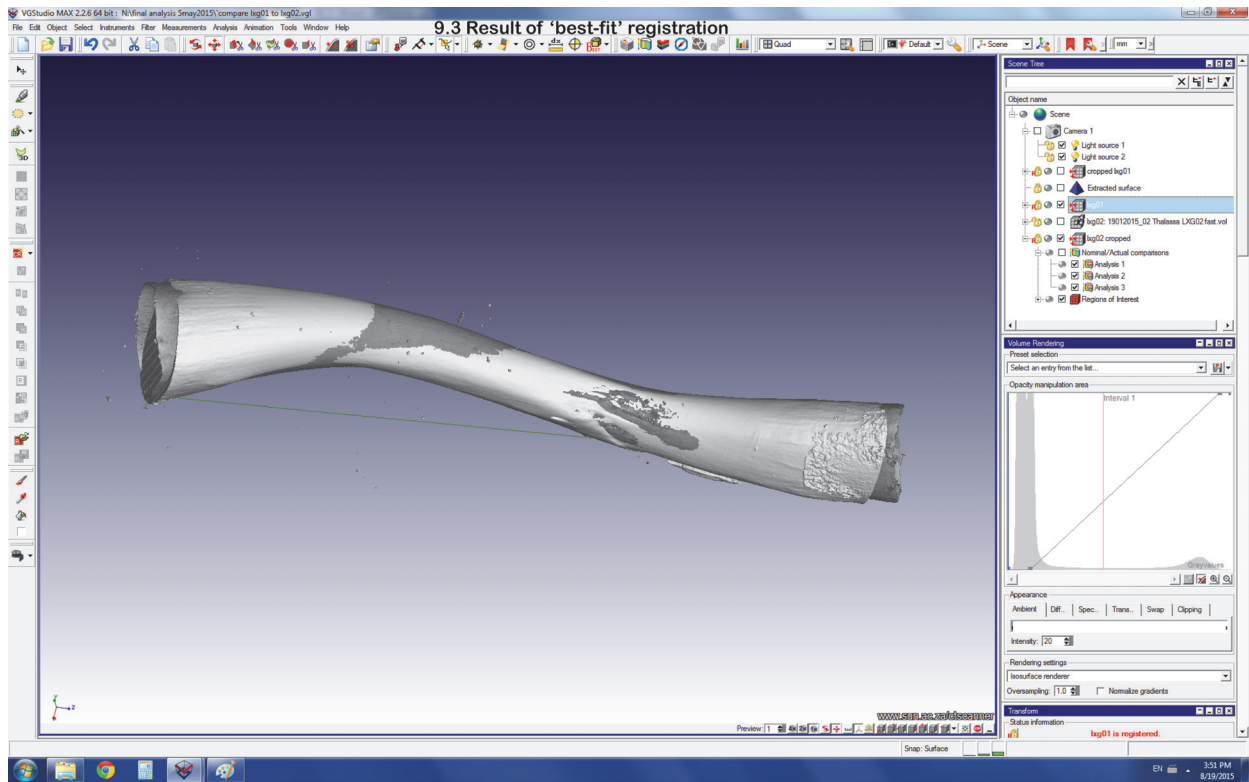 VGStudio MAX 2.2.6 64 bit : N:\final analysis 5may2015\'compare lxg01 to lxg02.vgl
File Edit Object Select Instruments Filter Measurements Analysis Animation Tools Window Help
9.3 Result of 'best-fit' registration
Quad
Default
Scene
mm
Scene Tree
Object name
Scene
Camera 1
Light source 1
Light source 2
cropped lxg01
Extracted surface
lxg01
lxg02: 19012015_02 Thalassa LXG02 fast.vol
lxg02 cropped
Nominal/Actual comparisons
Analysis 1
Analysis 2
Analysis 3
Regions of Interest
Volume Rendering
Preset selection
Select an entry from the list...
Opacity manipulation area
Interval 1
Grayvalues
Appearance
Ambient Diff.. Spec.. Trans.. Swap Clipping
Intensity: 20
Rendering settings
Isosurface renderer
Oversampling: 1.0 Normalize gradients
Transform
Status information
lxg01 is registered.
3D
y
z
www.sun.ac.za/ctscanner
Preview: 1
Snap: Surface
EN
3:51 PM
8/19/2015